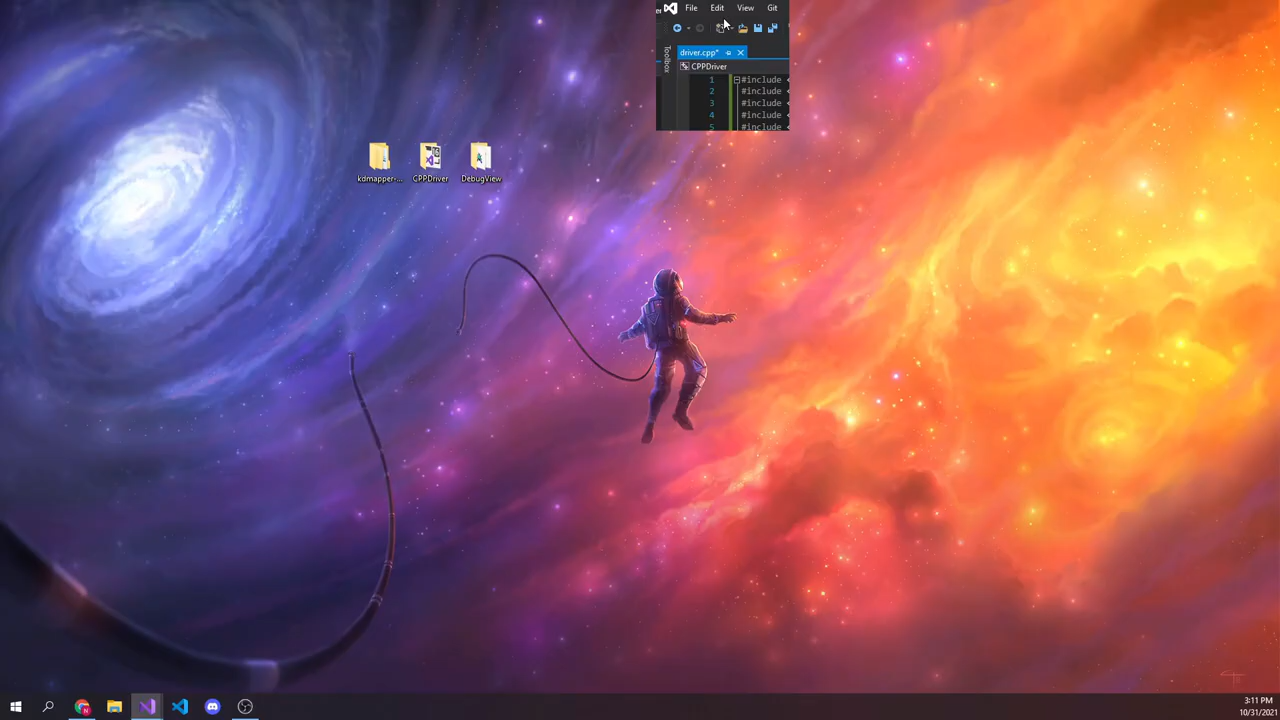 File Edit View Git
Toolbox
driver.cpp*
CPPDriver
1 #include <
2 #include <
3 #include <
4 #include <
5 #include
kdmapper-...
CPPDriver
DebugView
3:11 PM
10/31/2021